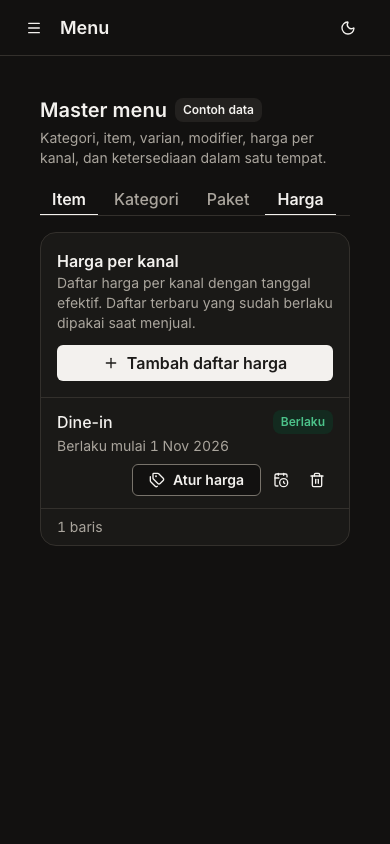 Menu
Master menu Contoh data
Kategori, item, varian, modifier, harga per
kanal, dan ketersediaan dalam satu tempat.
Item Kategori Paket Harga
Harga per kanal
Daftar harga per kanal dengan tanggal
efektif. Daftar terbaru yang sudah berlaku
dipakai saat menjual.
Tambah daftar harga
Dine-in Berlaku
Berlaku mulai 1 Nov 2026
Atur harga
1 baris